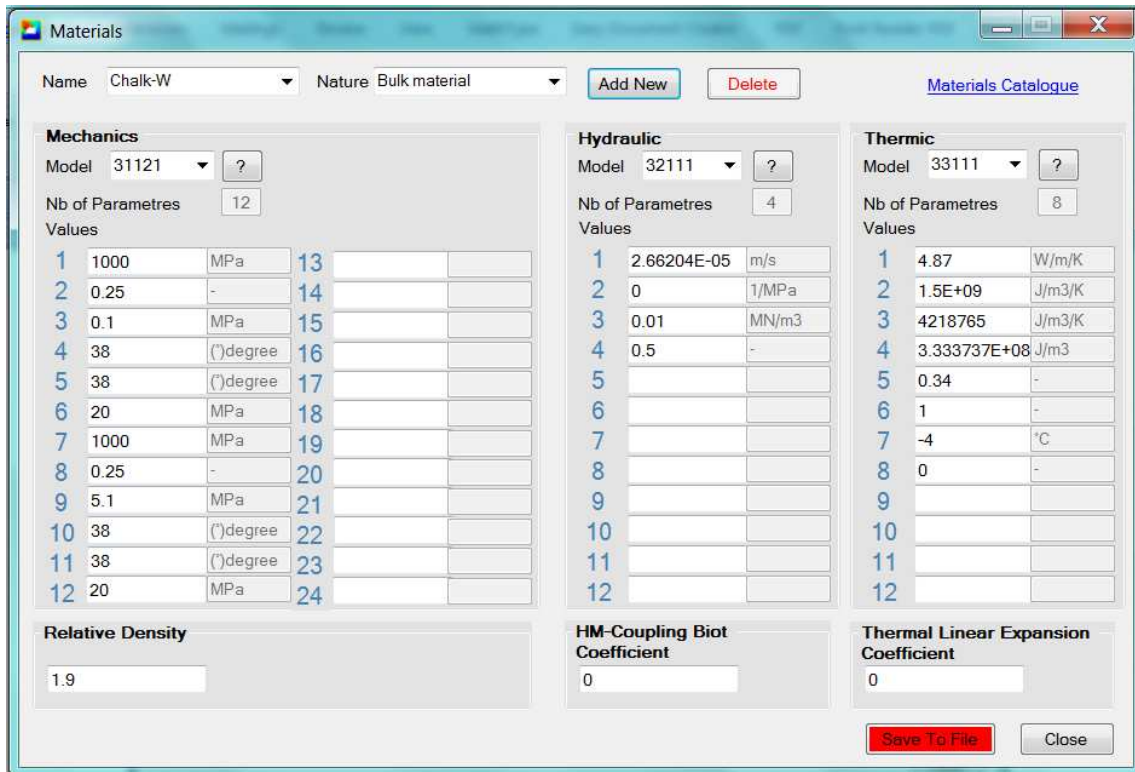 Materials
Name Chalk-W Nature Bulk material Add New Delete Materials Catalogue
Mechanics
Model 31121 ?
Nb of Parametres 12
Values
1 1000 MPa 13
2 0.25 - 14
3 0.1 MPa 15
4 38 (°)degree 16
5 38 (°)degree 17
6 20 MPa 18
7 1000 MPa 19
8 0.25 - 20
9 5.1 MPa 21
10 38 (°)degree 22
11 38 (°)degree 23
12 20 MPa 24
Relative Density
1.9
Hydraulic
Model 32111 ?
Nb of Parametres 4
Values
1 2.66204E-05 m/s
2 0 1/MPa
3 0.01 MN/m3
4 0.5 -
5
6
7
8
9
10
11
12
HM-Coupling Biot
Coefficient
0
Thermic
Model 33111 ?
Nb of Parametres 8
Values
1 4.87 W/m/K
2 1.5E+09 J/m3/K
3 4218765 J/m3/K
4 3.333737E+08 J/m3
5 0.34 -
6 1 -
7 -4 °C
8 0 -
9
10
11
12
Thermal Linear Expansion
Coefficient
0
Save To File Close